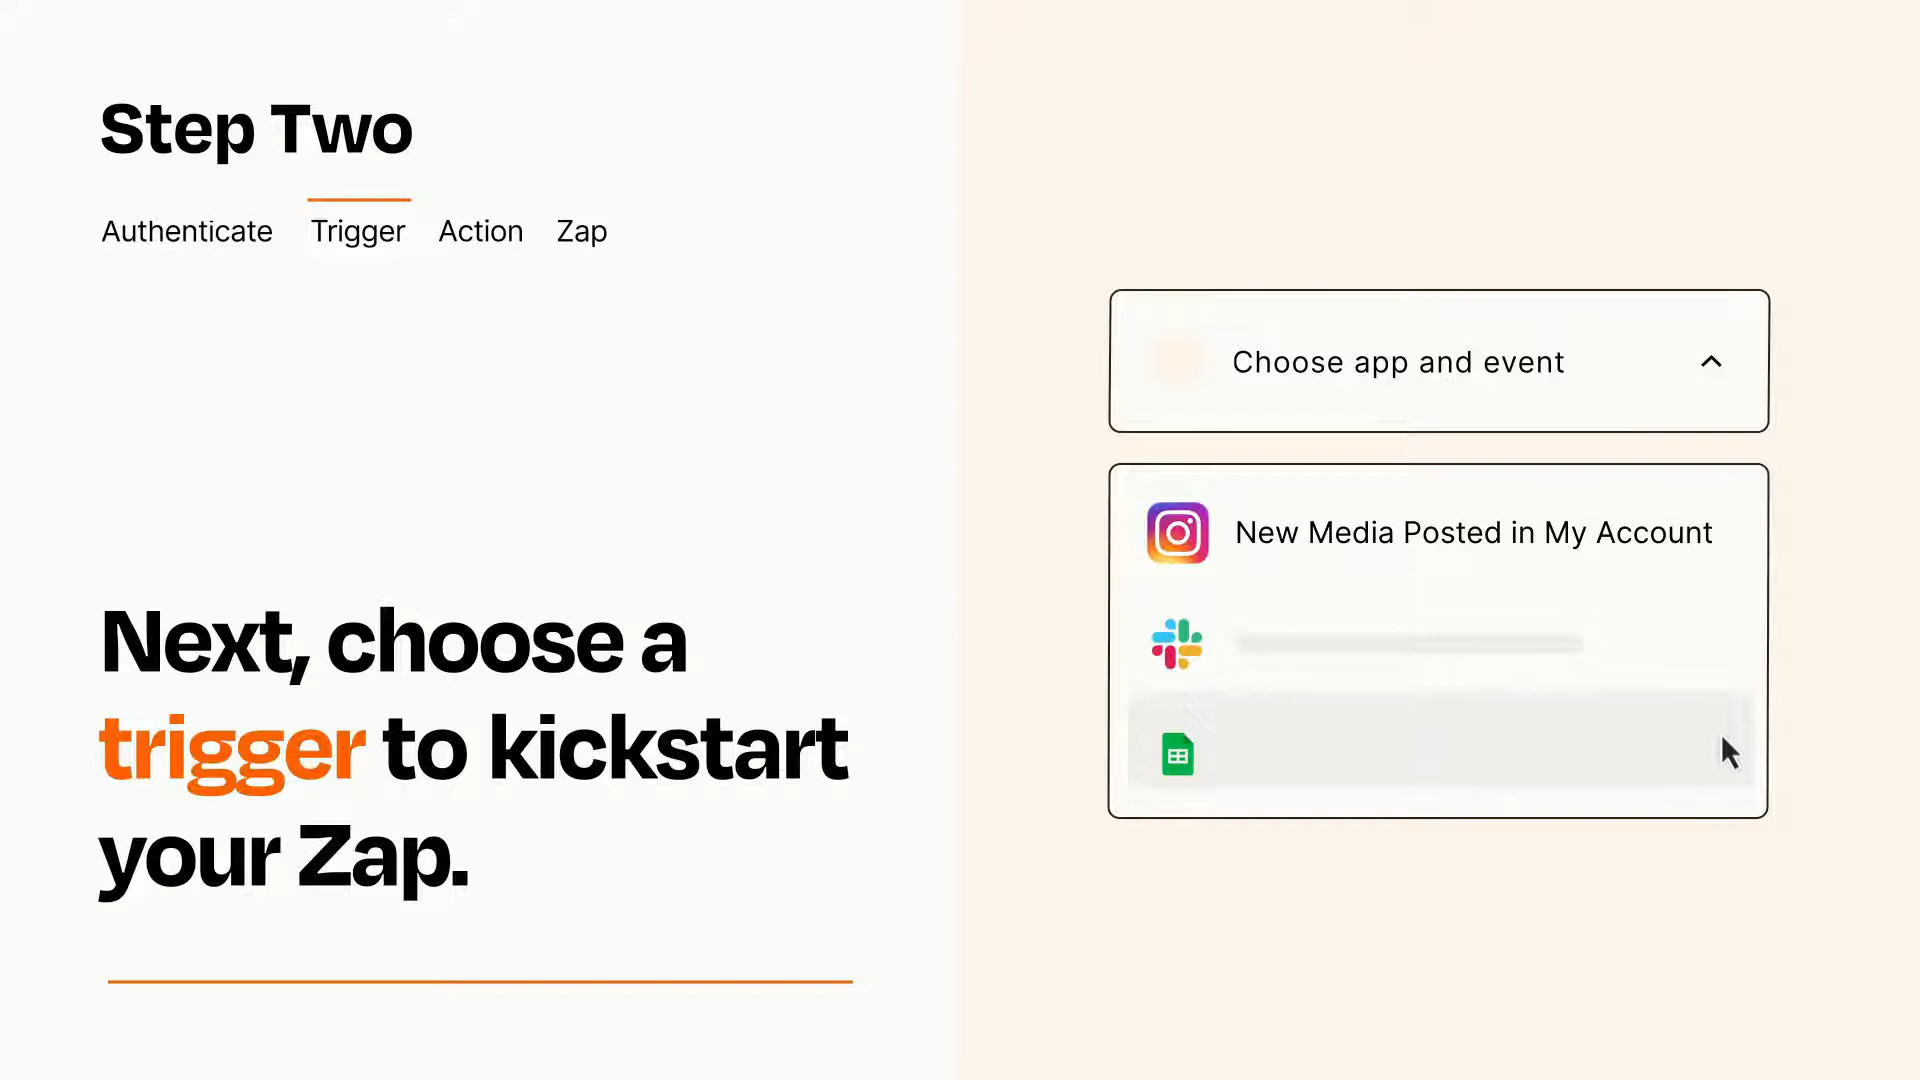 Step Two
Authenticate Trigger Action Zap
Next, choose a
trigger to kickstart
your Zap.
Choose app and event
New Media Posted in My Account